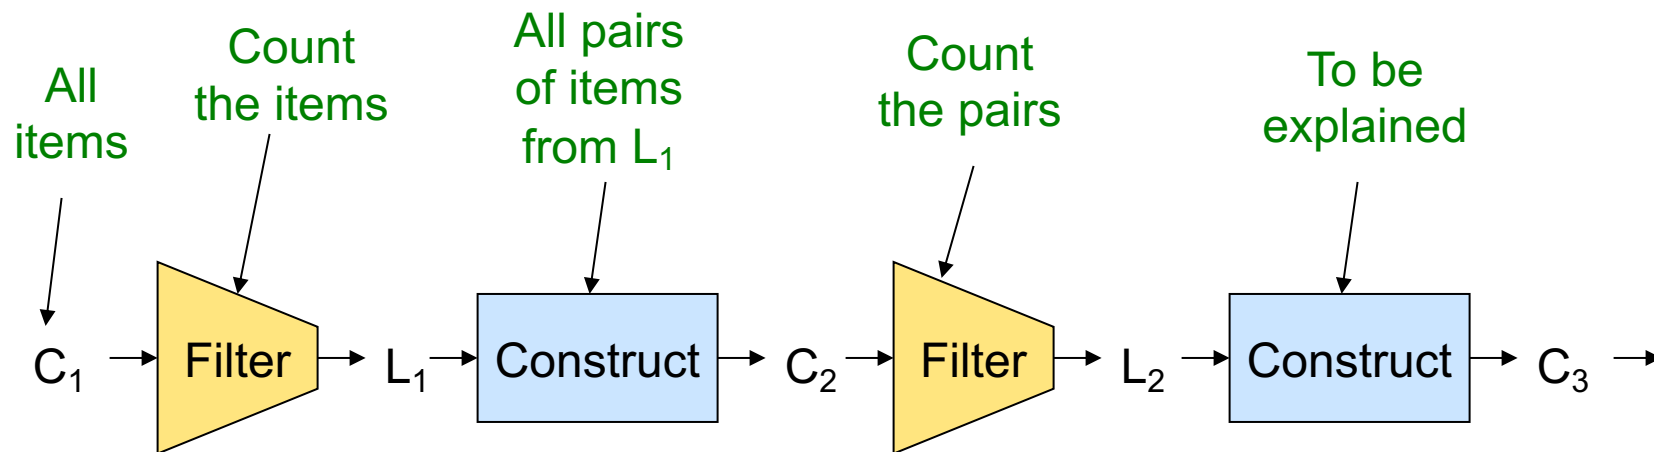 All
items
Count
the items
All pairs
of items
from L₁
Count
the pairs
To be
explained
C₁
Filter
L₁
Construct
C₂
Filter
L₂
Construct
C₃